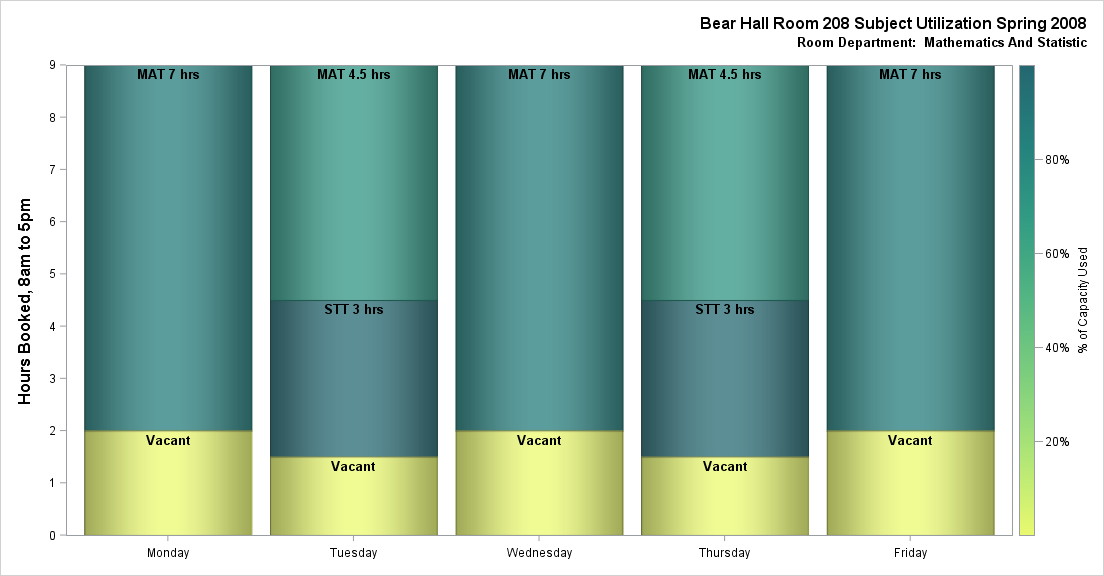 Bear Hall Room 208 Subject Utilization Spring 2008
Room Department: Mathematics And Statistic
Hours Booked, 8am to 5pm
9
8
7
6
5
4
3
2
1
0
MAT 7 hrs
Vacant
MAT 4.5 hrs
STT 3 hrs
Vacant
MAT 7 hrs
Vacant
MAT 4.5 hrs
STT 3 hrs
Vacant
MAT 7 hrs
Vacant
Monday
Tuesday
Wednesday
Thursday
Friday
80%
60%
40%
20%
% of Capacity Used